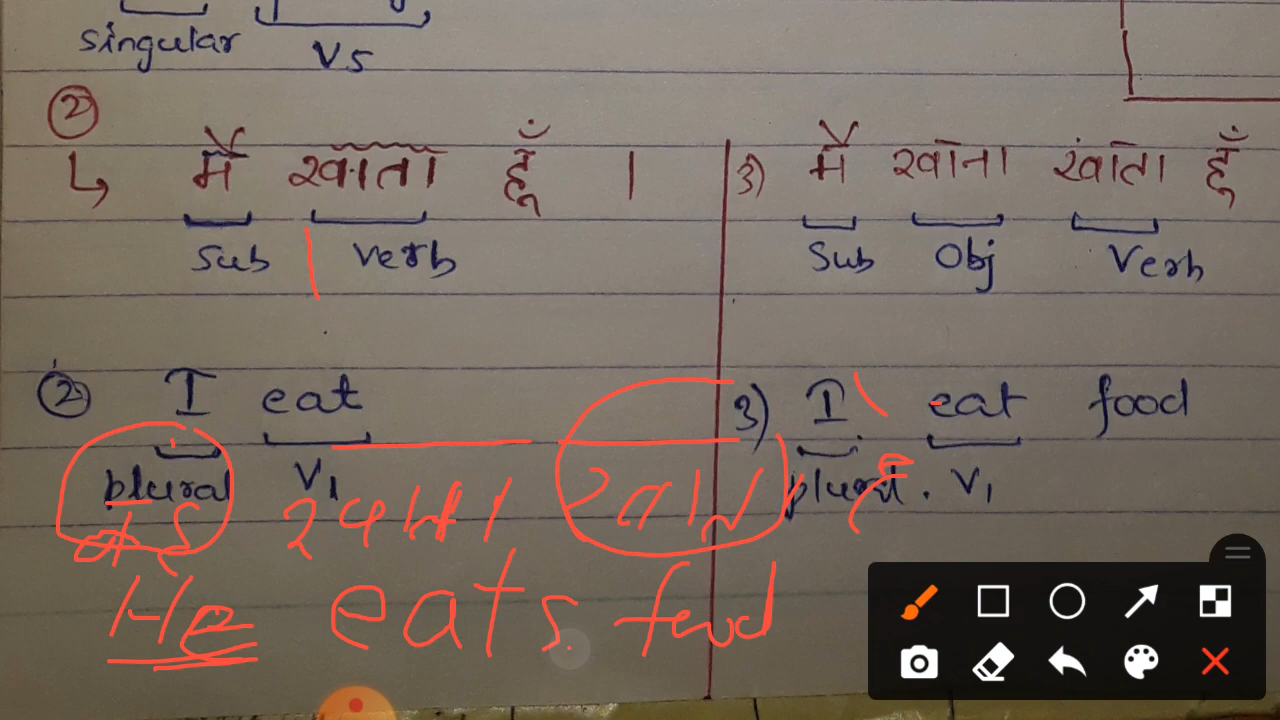 singular Vs
②
↳ मैं खाता हूँ ।
sub verb
3) मैं खाना खाता हूँ
Sub Obj Verb
② I eat
plural V1
3) I eat food
plural . V1
He eats food